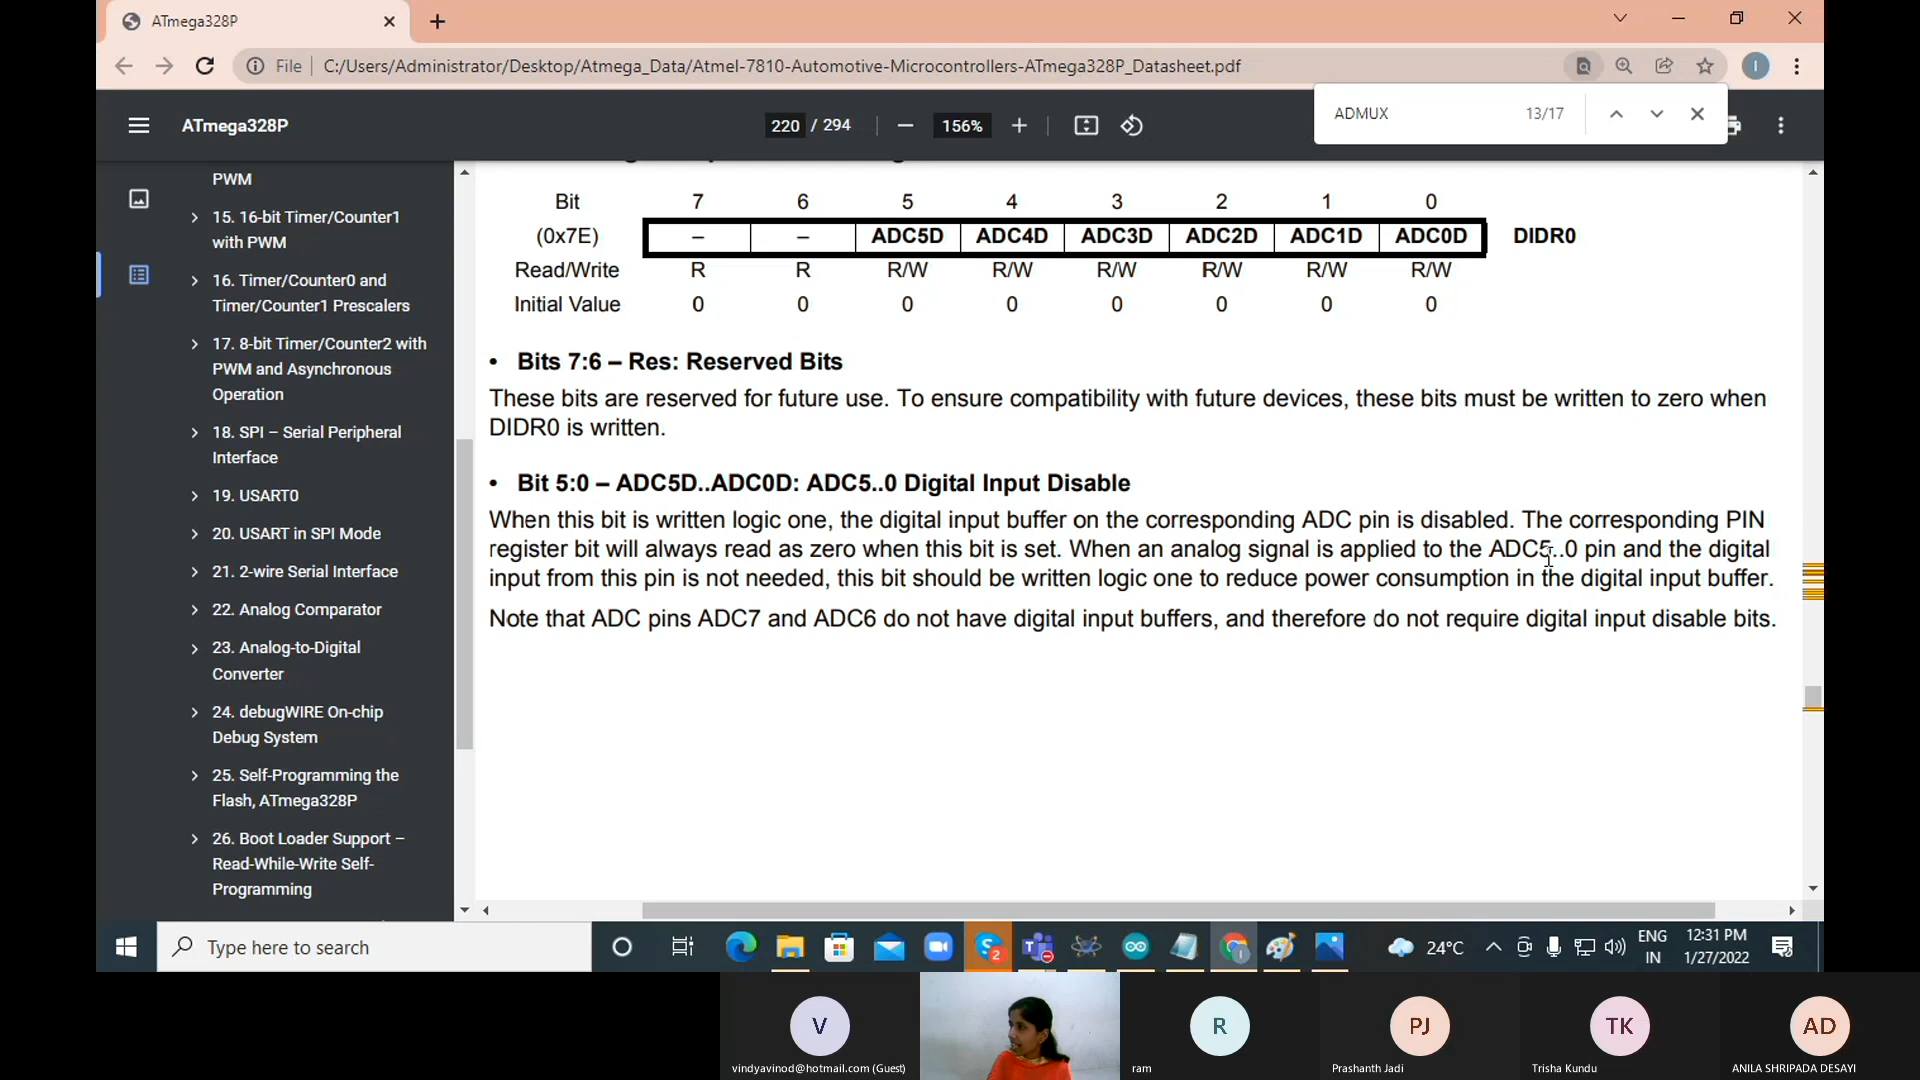 ATmega328P
File
C:/Users/Administrator/Desktop/Atmega_Data/Atmel-7810-Automotive-Microcontrollers-ATmega328P_Datasheet.pdf
I
ATmega328P
220 / 294
156%
ADMUX
13/17
PWM
15. 16-bit Timer/Counter1
with PWM
16. Timer/Counter0 and
Timer/Counter1 Prescalers
17. 8-bit Timer/Counter2 with
PWM and Asynchronous
Operation
18. SPI – Serial Peripheral
Interface
19. USART0
20. USART in SPI Mode
21. 2-wire Serial Interface
22. Analog Comparator
23. Analog-to-Digital
Converter
24. debugWIRE On-chip
Debug System
25. Self-Programming the
Flash, ATmega328P
26. Boot Loader Support –
Read-While-Write Self-
Programming
Bit 7 6 5 4 3 2 1 0
(0x7E) – – ADC5D ADC4D ADC3D ADC2D ADC1D ADC0D DIDR0
Read/Write R R R/W R/W R/W R/W R/W R/W
Initial Value 0 0 0 0 0 0 0 0
• Bits 7:6 – Res: Reserved Bits
These bits are reserved for future use. To ensure compatibility with future devices, these bits must be written to zero when
DIDR0 is written.
• Bit 5:0 – ADC5D..ADC0D: ADC5..0 Digital Input Disable
When this bit is written logic one, the digital input buffer on the corresponding ADC pin is disabled. The corresponding PIN
register bit will always read as zero when this bit is set. When an analog signal is applied to the ADC5..0 pin and the digital
input from this pin is not needed, this bit should be written logic one to reduce power consumption in the digital input buffer.
Note that ADC pins ADC7 and ADC6 do not have digital input buffers, and therefore do not require digital input disable bits.
Type here to search
2
24°C
ENG
IN
12:31 PM
1/27/2022
V
R
PJ
TK
AD
vindyavinod@hotmail.com (Guest)
ram
Prashanth Jadi
Trisha Kundu
ANILA SHRIPADA DESAYI